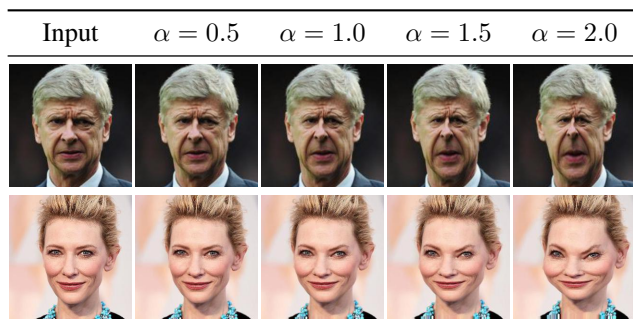 Input α = 0.5 α = 1.0 α = 1.5 α = 2.0